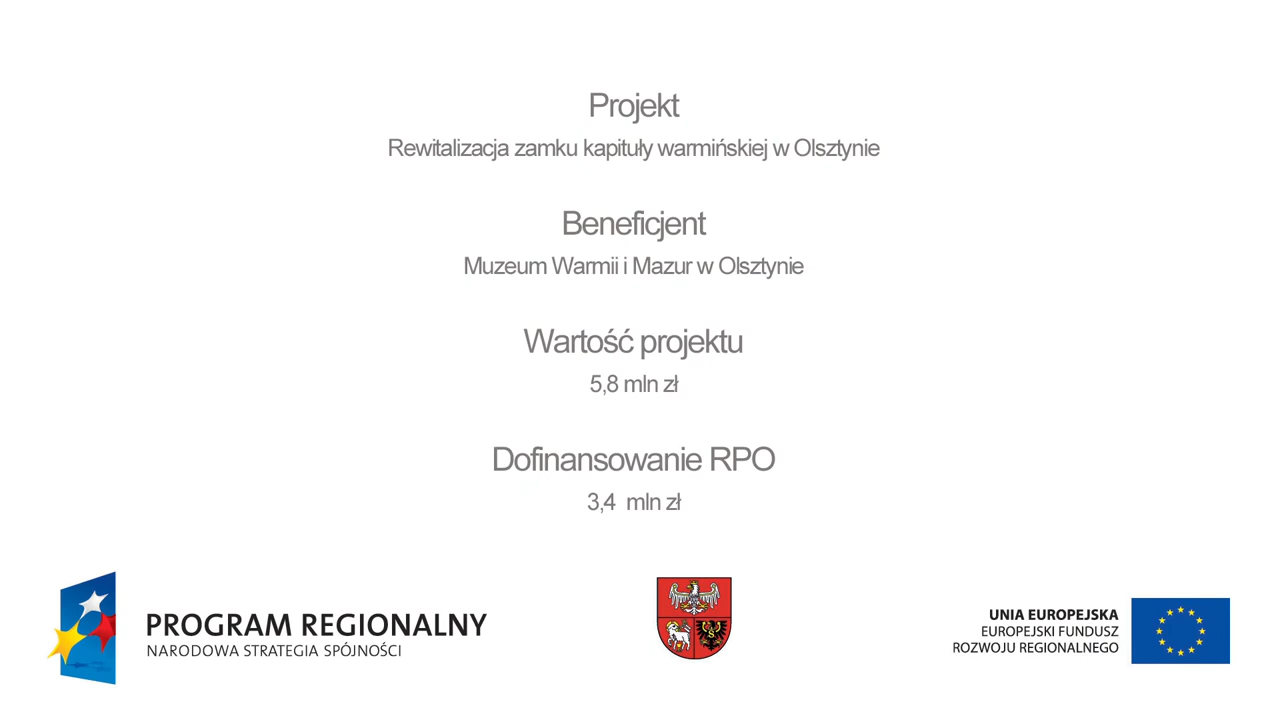 Projekt
Rewitalizacja zamku kapituły warmińskiej w Olsztynie
Beneficjent
Muzeum Warmii i Mazur w Olsztynie
Wartość projektu
5,8 mln zł
Dofinansowanie RPO
3,4 mln zł
PROGRAM REGIONALNY
NARODOWA STRATEGIA SPÓJNOŚCI
UNIA EUROPEJSKA
EUROPEJSKI FUNDUSZ
ROZWOJU REGIONALNEGO